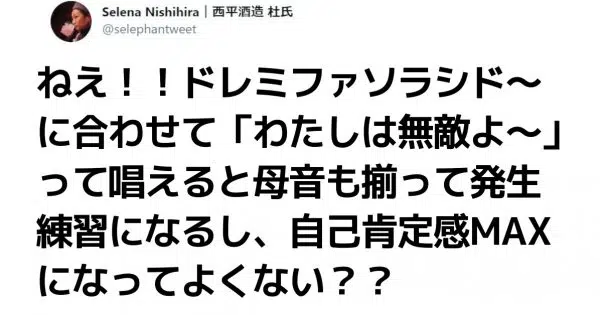 Selena Nishihira｜西平酒造 杜氏
@selephantweet
ねえ！！ドレミファソラシド〜
に合わせて「わたしは無敵よ〜」
って唱えると母音も揃って発生
練習になるし、自己肯定感MAX
になってよくない？？